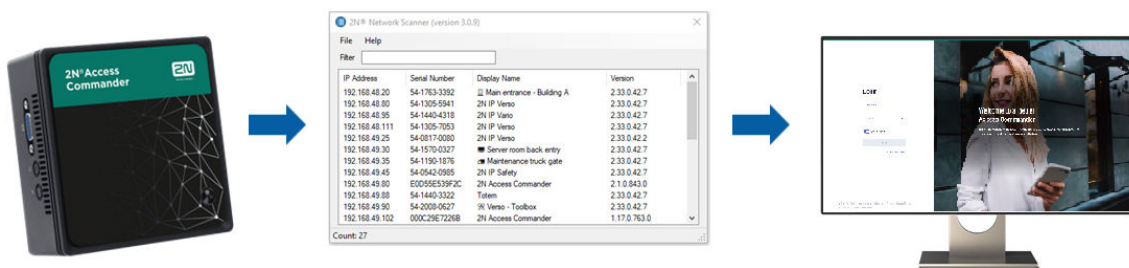 2N® Access
Commander
2N
2N® Network Scanner (version 3.0.9)
File Help
Filter
IP Address Serial Number Display Name Version
192.168.48.20 54-1763-3392 Main entrance - Building A 2.33.0.42.7
192.168.48.80 54-1305-5941 2N IP Verso 2.33.0.42.7
192.168.48.95 54-1440-4318 2N IP Vario 2.33.0.42.7
192.168.48.111 54-1305-7053 2N IP Verso 2.33.0.42.7
192.168.49.25 54-0817-0080 2N IP Verso 2.33.0.42.2
192.168.49.30 54-1570-0327 Server room back entry 2.33.0.42.7
192.168.49.35 54-1190-1876 Maintenance truck gate 2.33.0.42.7
192.168.49.45 54-0542-0985 2N IP Safety 2.33.0.42.7
192.168.49.80 E0D55E539F2C 2N Access Commander 2.1.0.843.0
192.168.49.88 54-1440-3322 Totem 2.33.0.42.7
192.168.49.90 54-2008-0627 Verso - Toolbox 2.33.0.42.7
192.168.49.102 000C29E7226B 2N Access Commander 1.17.0.763.0
Count: 27
Access Commander